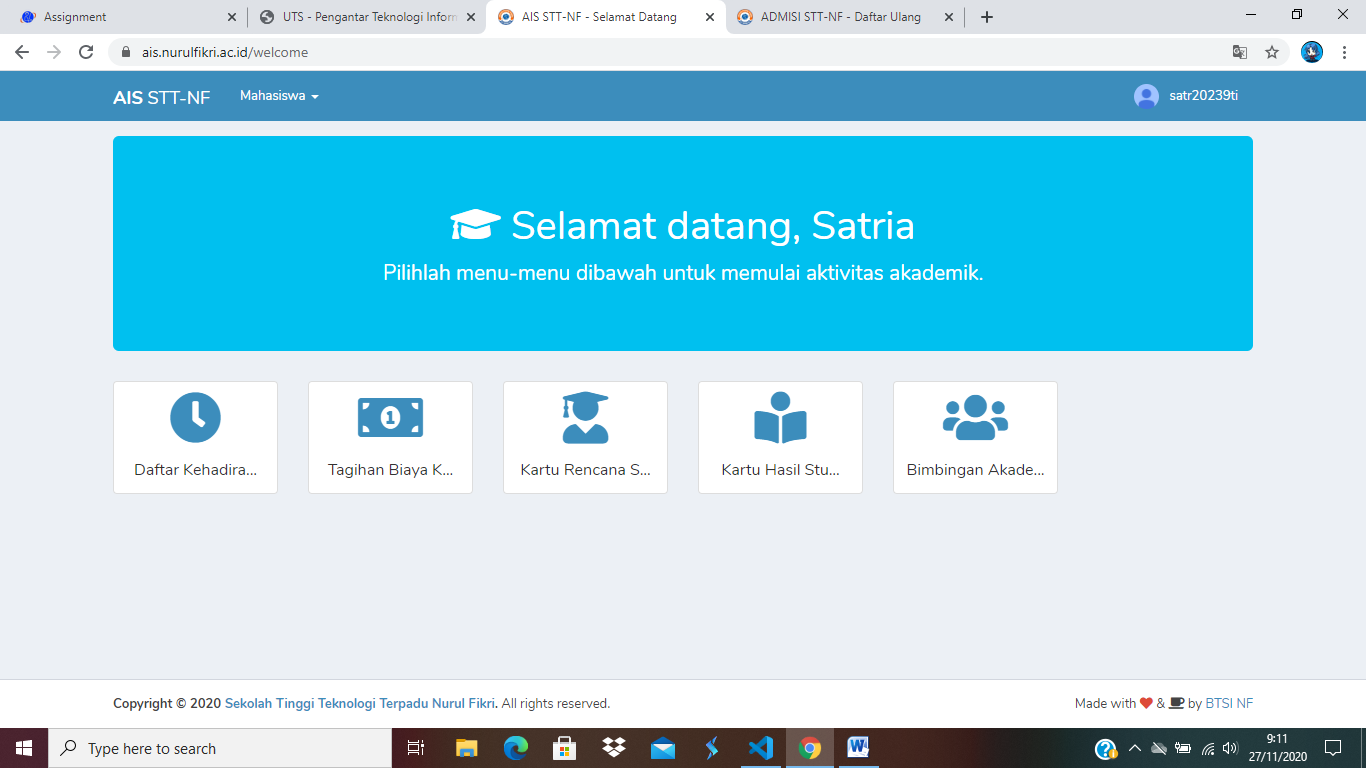 Assignment
UTS - Pengantar Teknologi Inform
AIS STT-NF - Selamat Datang
ADMISI STT-NF - Daftar Ulang
ais.nurulfikri.ac.id/welcome
AIS STT-NF
Mahasiswa
satr20239ti
Selamat datang, Satria
Pilihlah menu-menu dibawah untuk memulai aktivitas akademik.
1
Daftar Kehadira...
Tagihan Biaya K...
Kartu Rencana S...
Kartu Hasil Stu...
Bimbingan Akade...
Copyright © 2020 Sekolah Tinggi Teknologi Terpadu Nurul Fikri. All rights reserved.
Made with & by BTSI NF
Type here to search
9:11
27/11/2020